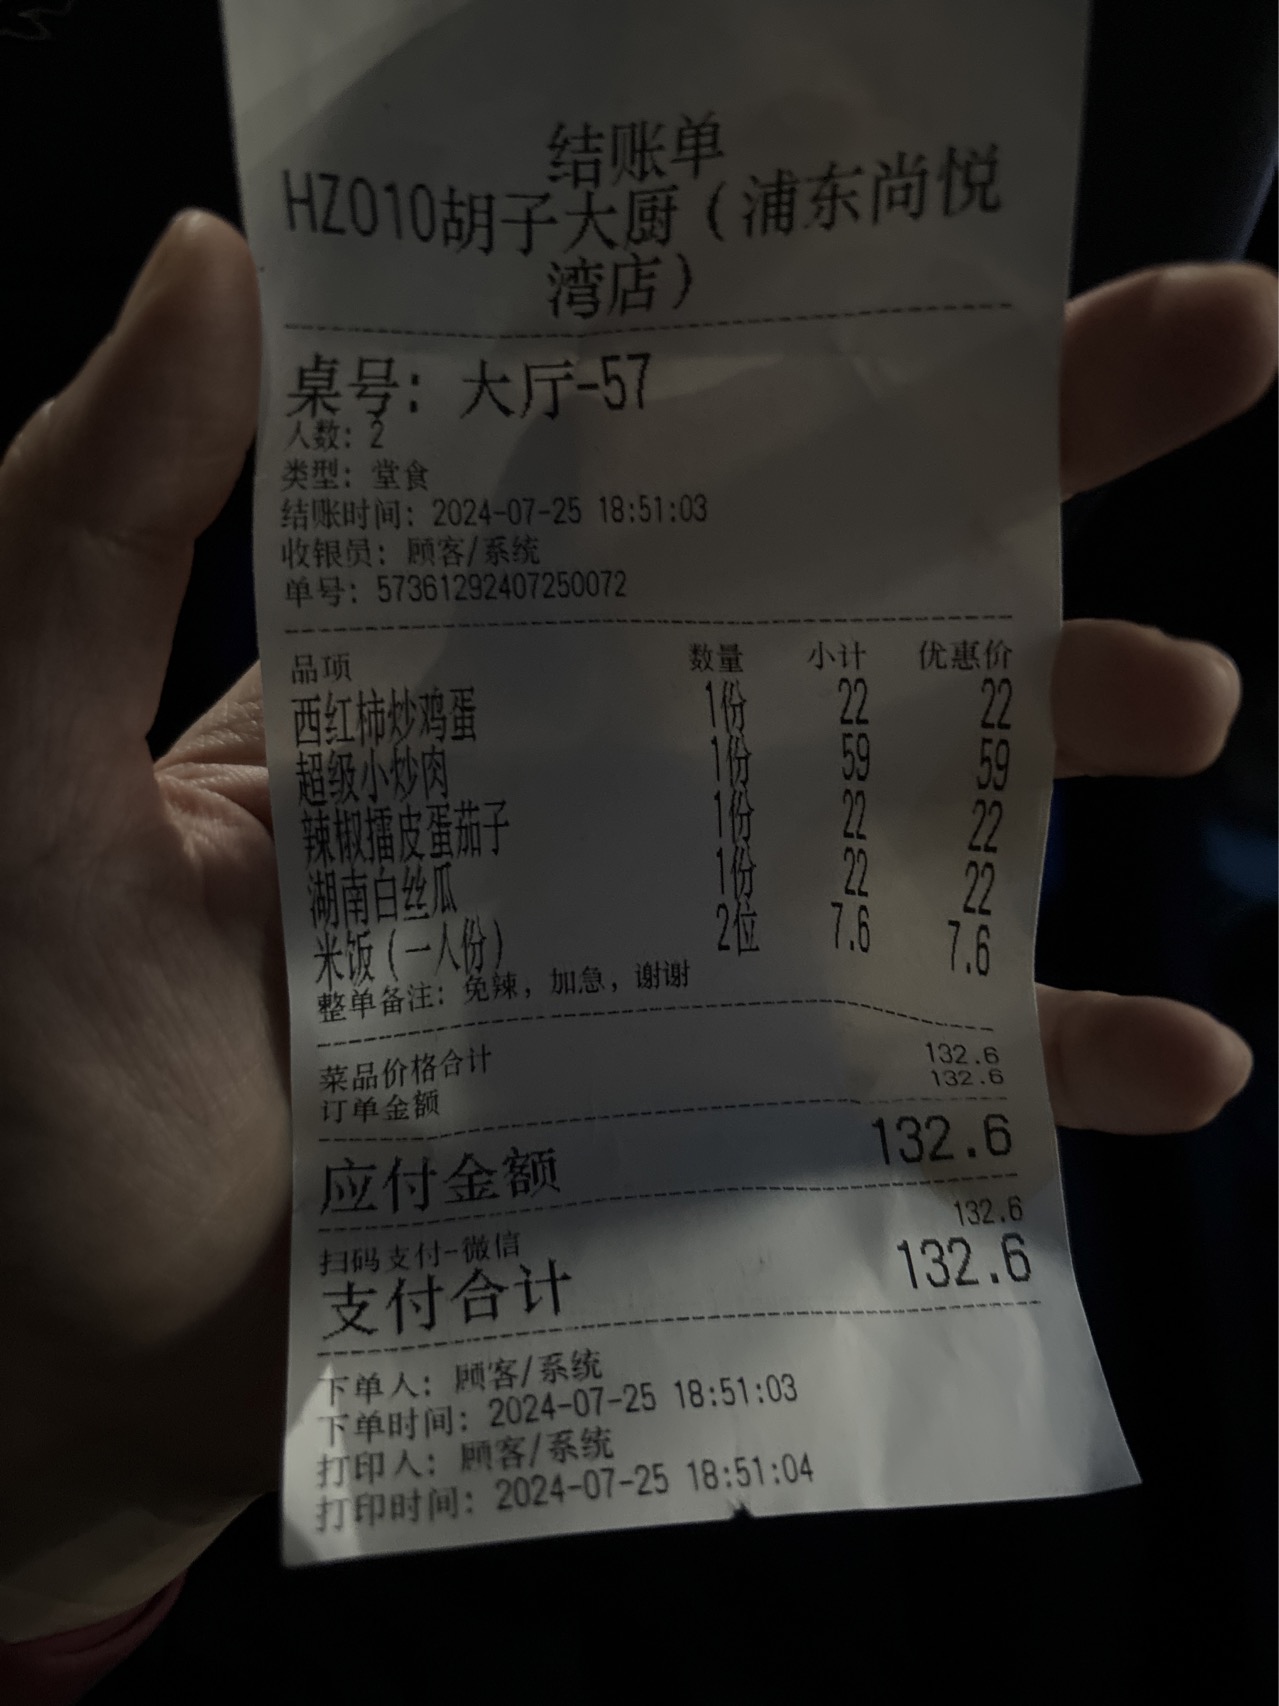 结账单
HZ010胡子大厨（浦东尚悦
湾店）
桌号：大厅-57
人数：2
类型：堂食
结账时间：2024-07-25 18:51:03
收银员：顾客/系统
单号：57361292407250072
品项 数量 小计 优惠价
西红柿炒鸡蛋 1份 22 22
超级小炒肉 1份 59 59
辣椒擂皮蛋茄子 1份 22 22
湖南白丝瓜 1份 22 22
米饭（一人份） 2位 7.6 7.6
整单备注：免辣，加急，谢谢
菜品价格合计 132.6
订单金额 132.6
应付金额 132.6
扫码支付-微信 132.6
支付合计 132.6
下单人：顾客/系统
下单时间：2024-07-25 18:51:03
打印人：顾客/系统
打印时间：2024-07-25 18:51:04